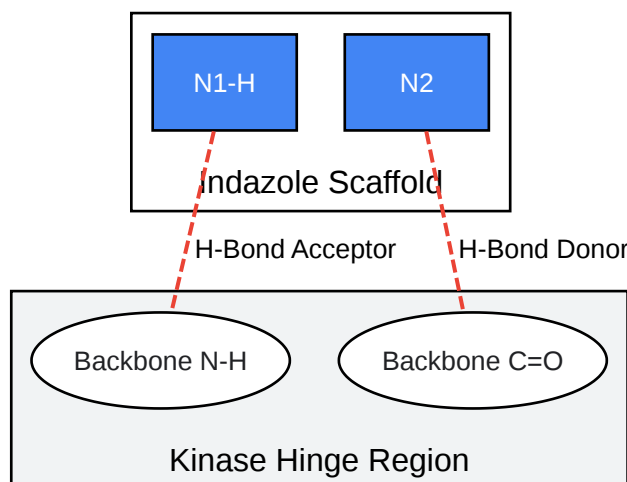 N1-H
N2
Indazole Scaffold
H-Bond Acceptor
H-Bond Donor
Backbone N-H
Backbone C=O
Kinase Hinge Region